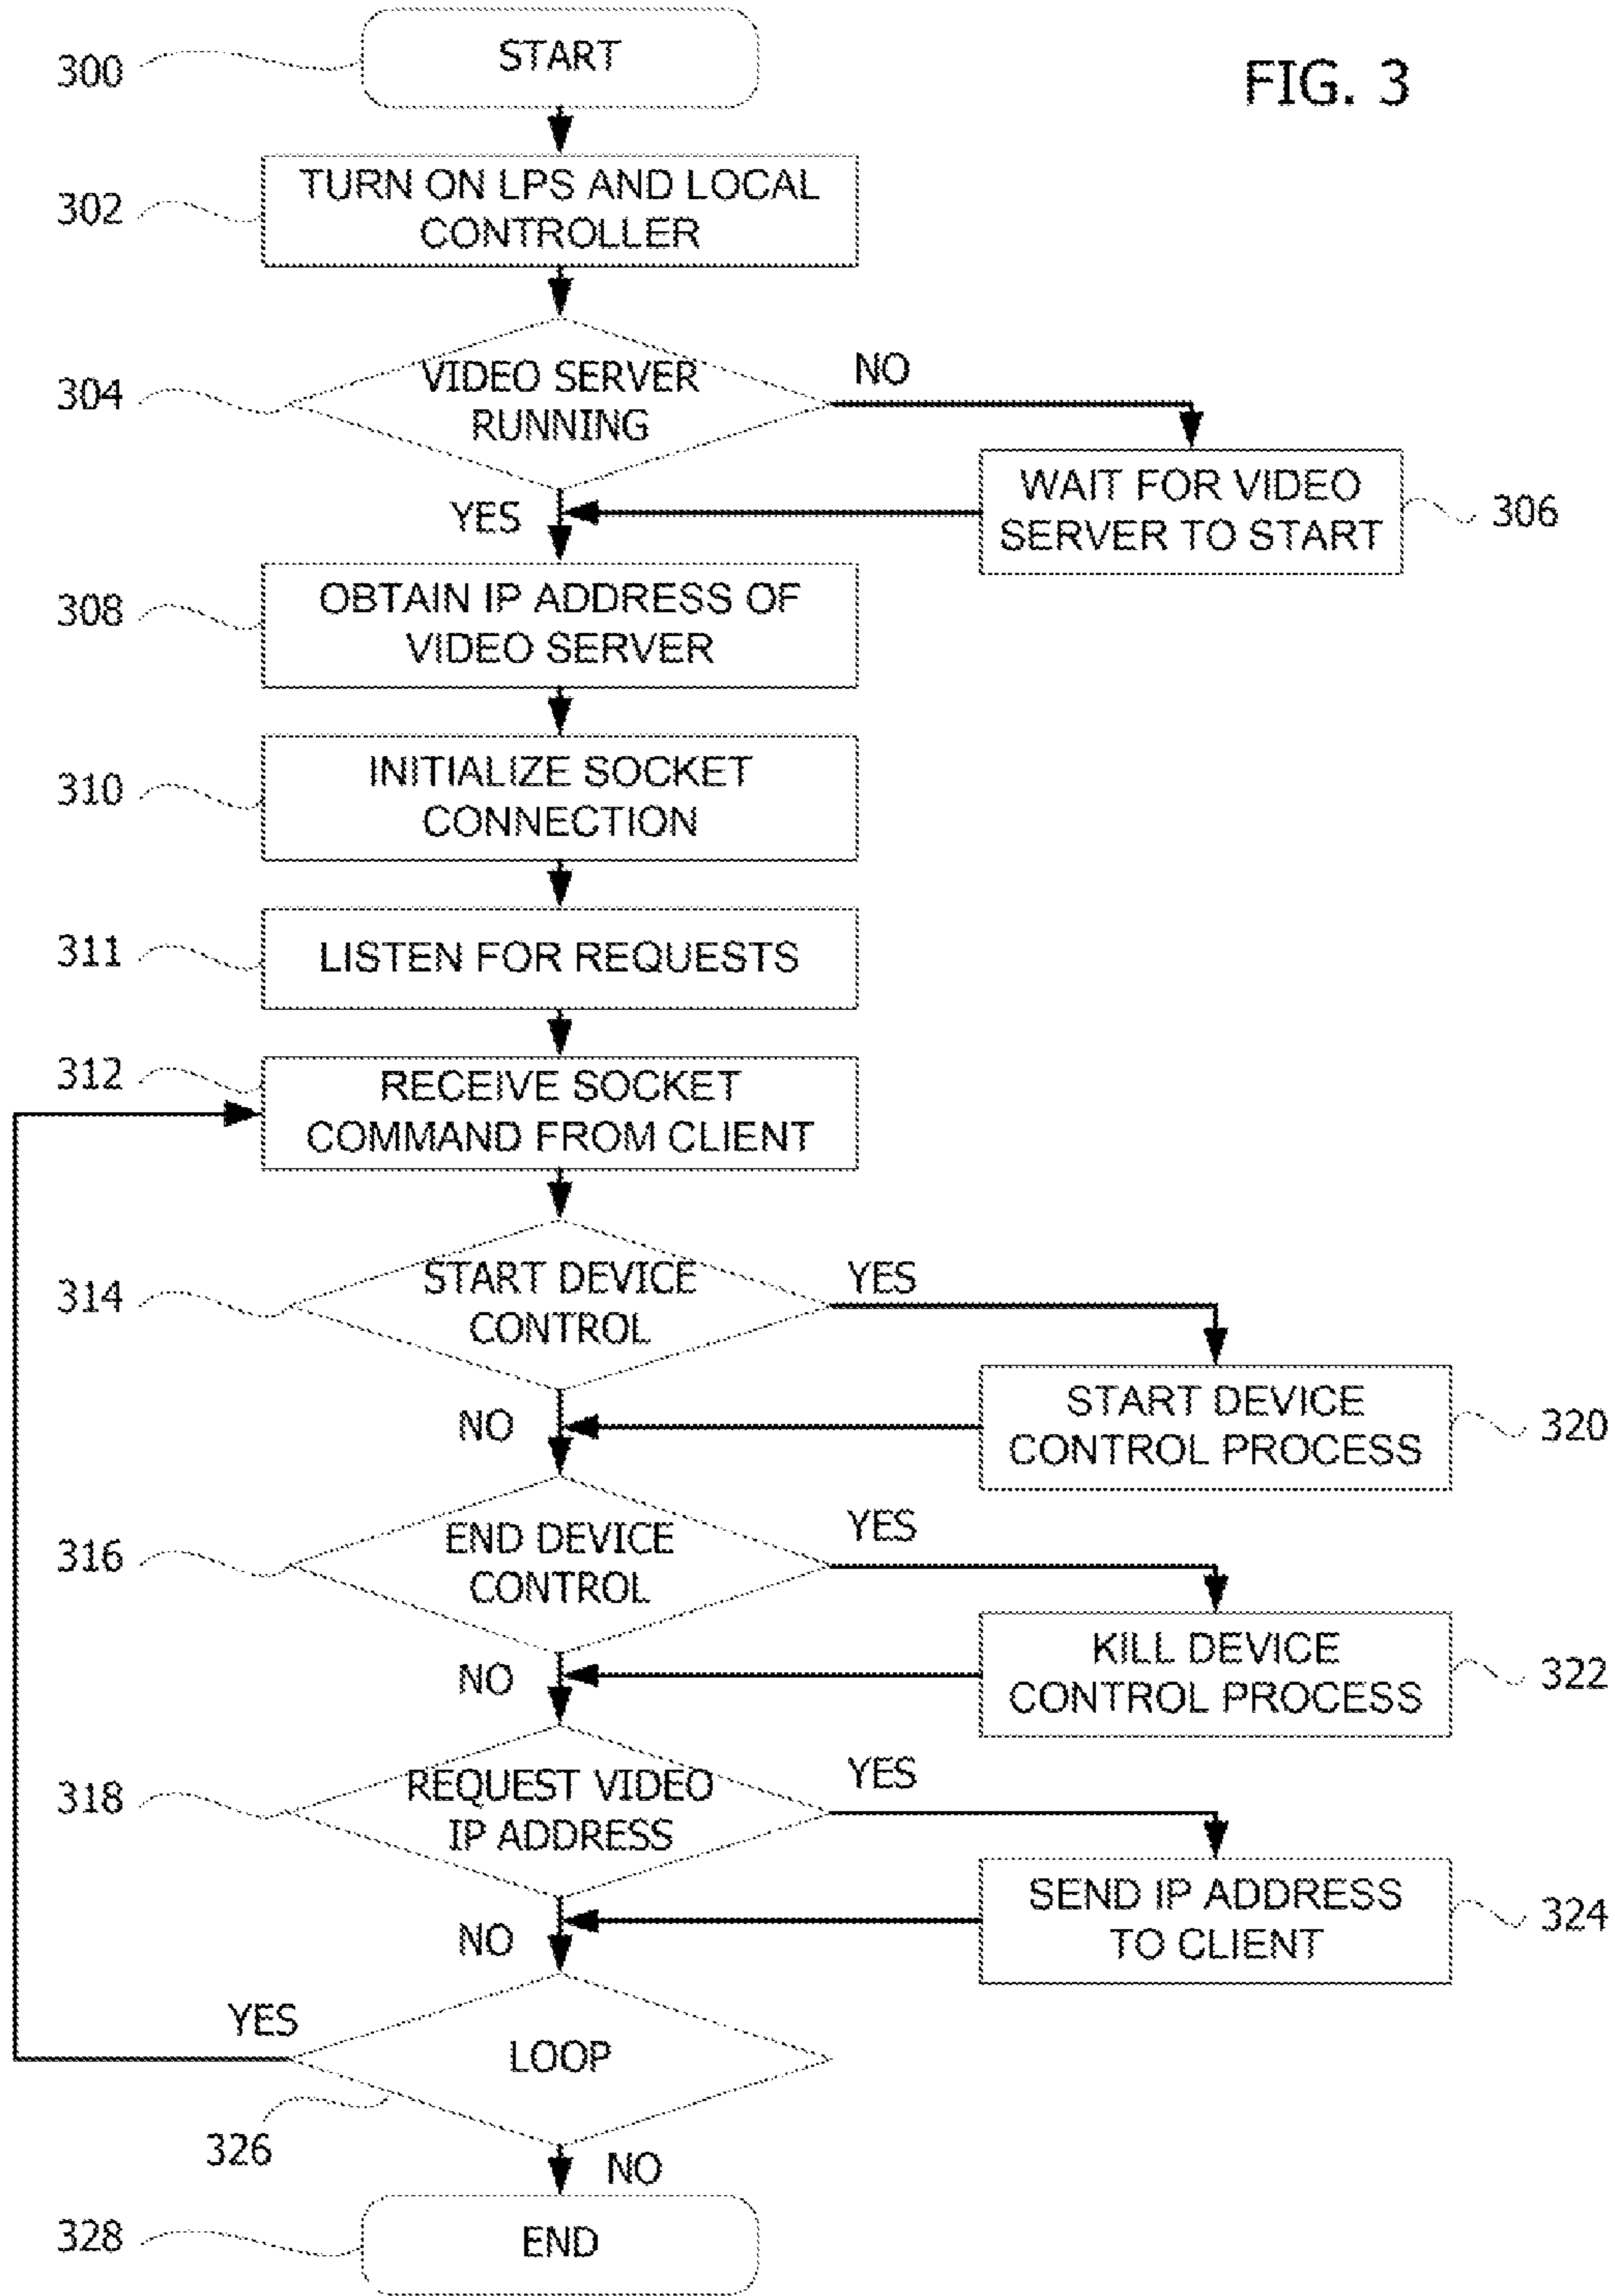 FIG. 3
300
START
302
TURN ON LPS AND LOCAL
CONTROLLER
304
VIDEO SERVER
RUNNING
NO
YES
WAIT FOR VIDEO
SERVER TO START
306
308
OBTAIN IP ADDRESS OF
VIDEO SERVER
310
INITIALIZE SOCKET
CONNECTION
311
LISTEN FOR REQUESTS
312
RECEIVE SOCKET
COMMAND FROM CLIENT
314
START DEVICE
CONTROL
YES
NO
START DEVICE
CONTROL PROCESS
320
316
END DEVICE
CONTROL
YES
NO
KILL DEVICE
CONTROL PROCESS
322
318
REQUEST VIDEO
IP ADDRESS
YES
NO
SEND IP ADDRESS
TO CLIENT
324
YES
LOOP
326
NO
328
END